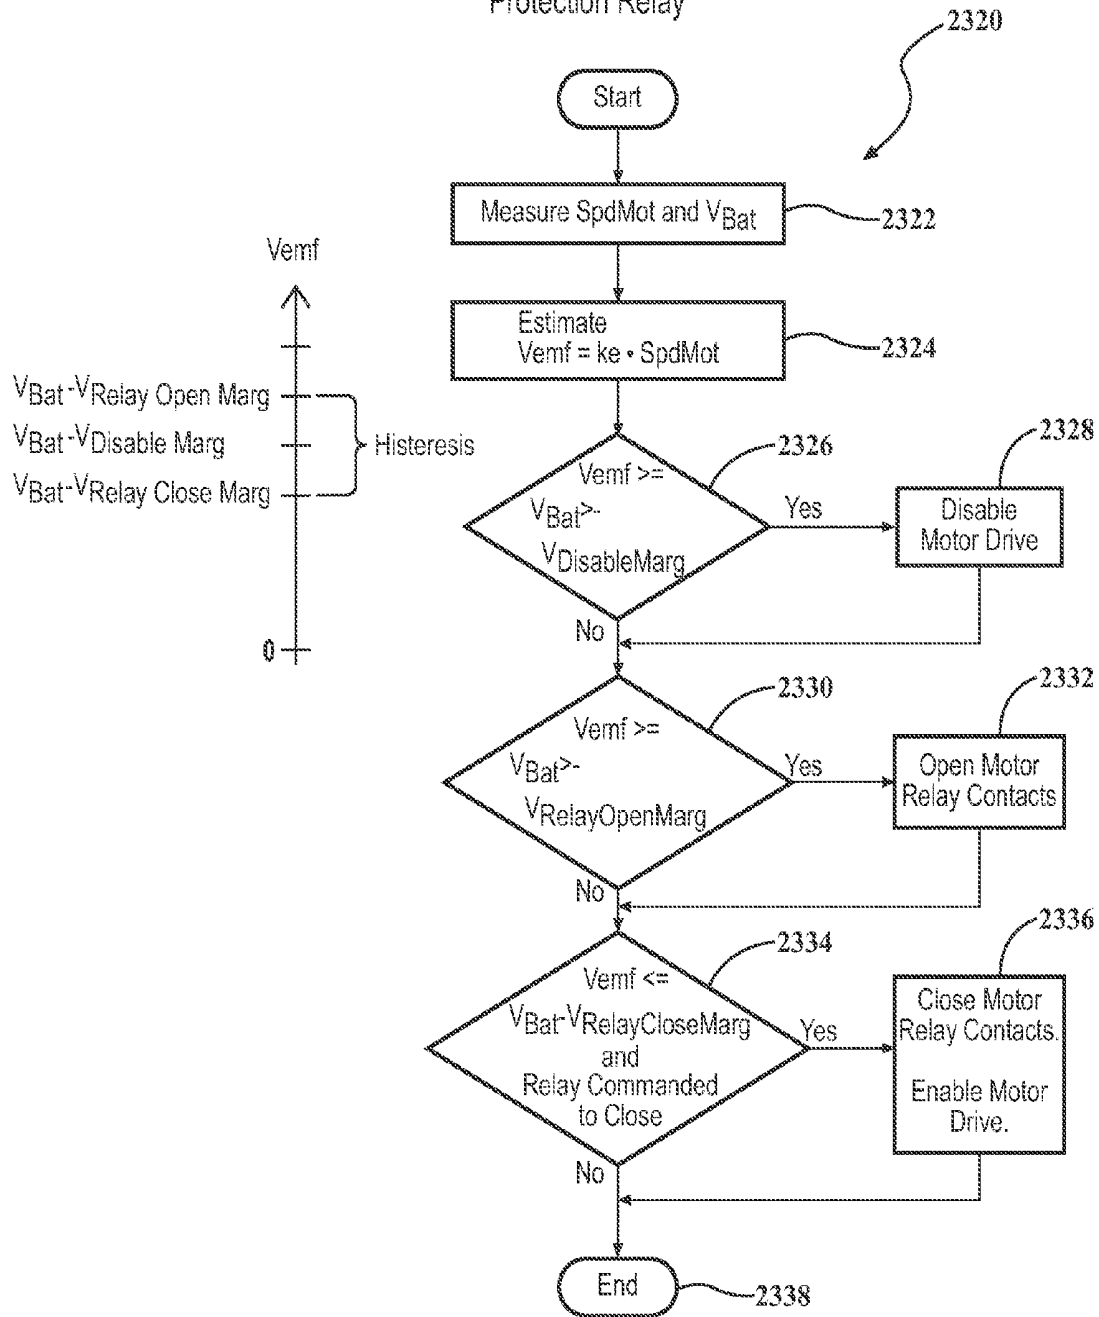 Protection Relay
2320
Start
Measure SpdMot and VBat
2322
Estimate
Vemf = ke • SpdMot
2324
Vemf
VBat-VRelay Open Marg
VBat-VDisable Marg
VBat-VRelay Close Marg
Histeresis
0
Vemf >=
VBat>-
VDisableMarg
2326
Yes
Disable
Motor Drive
2328
No
Vemf >=
VBat>-
VRelayOpenMarg
2330
Yes
Open Motor
Relay Contacts
2332
No
Vemf <=
VBat-VRelayCloseMarg
and
Relay Commanded
to Close
2334
Yes
Close Motor
Relay Contacts.
Enable Motor
Drive.
2336
No
End
2338